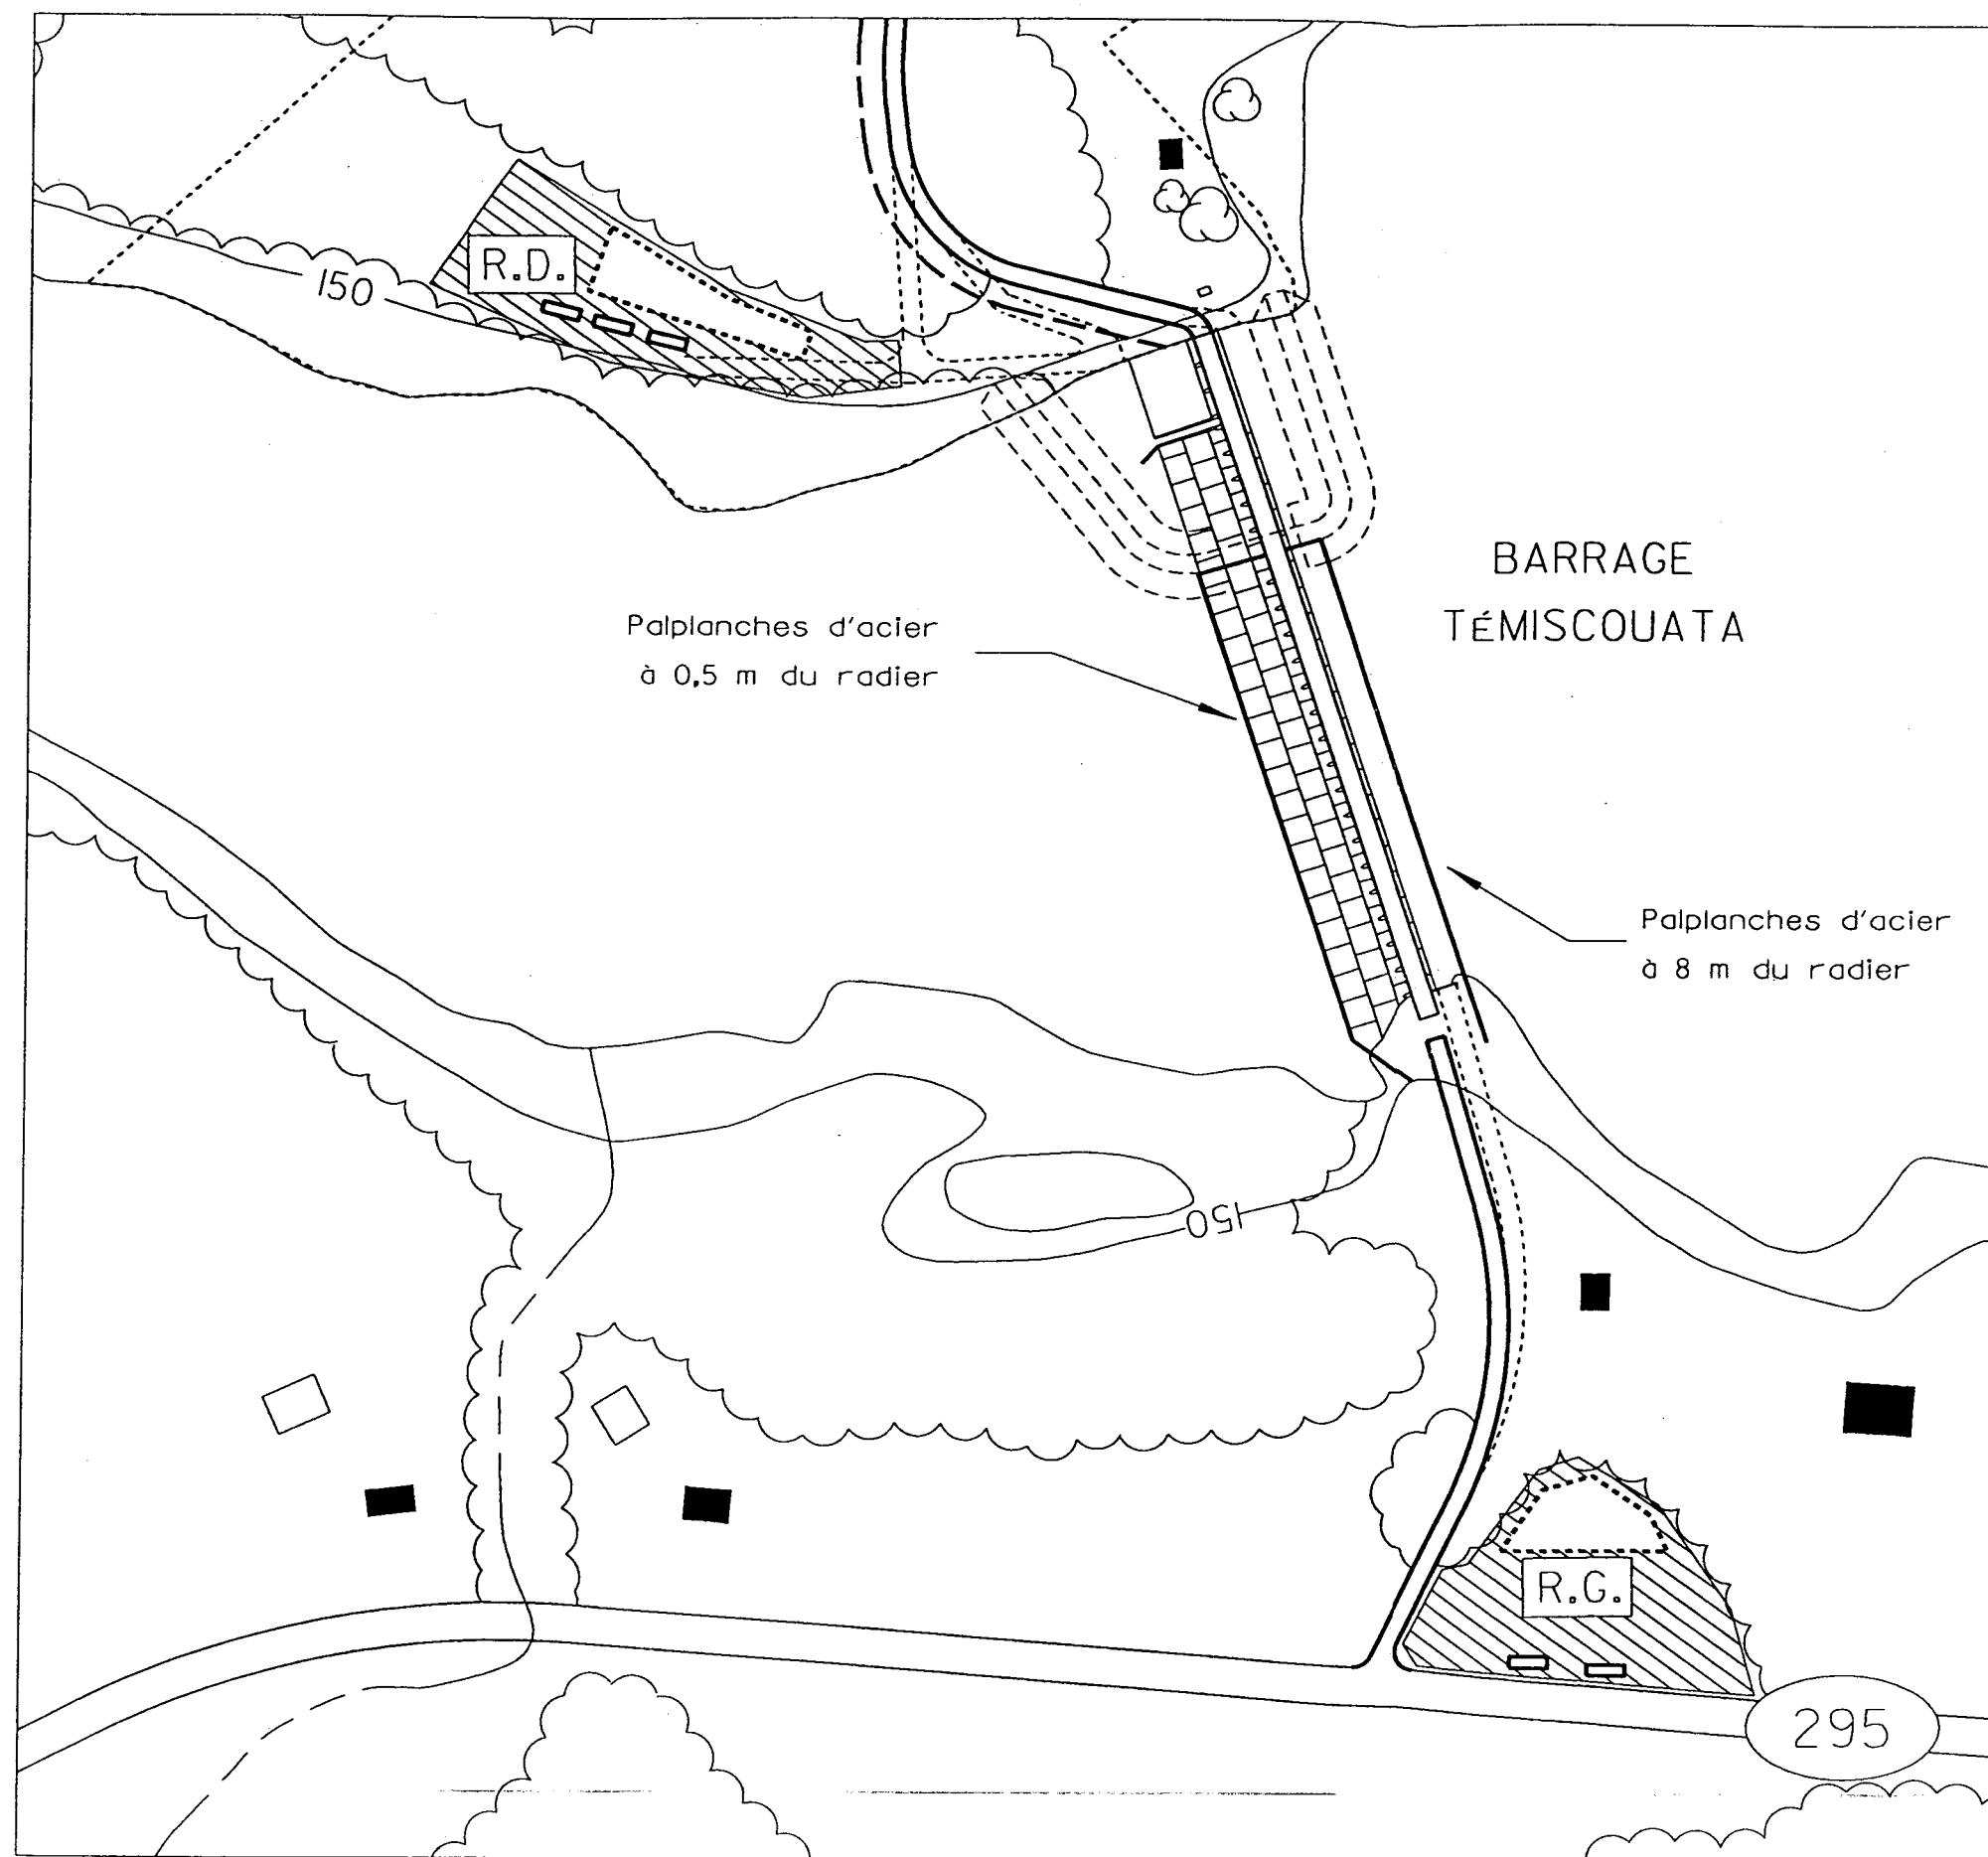 R.D.
150
BARRAGE
TÉMISCOUATA
Palplanches d'acier
à 0,5 m du radier
Palplanches d'acier
à 8 m du radier
150
R.G.
295